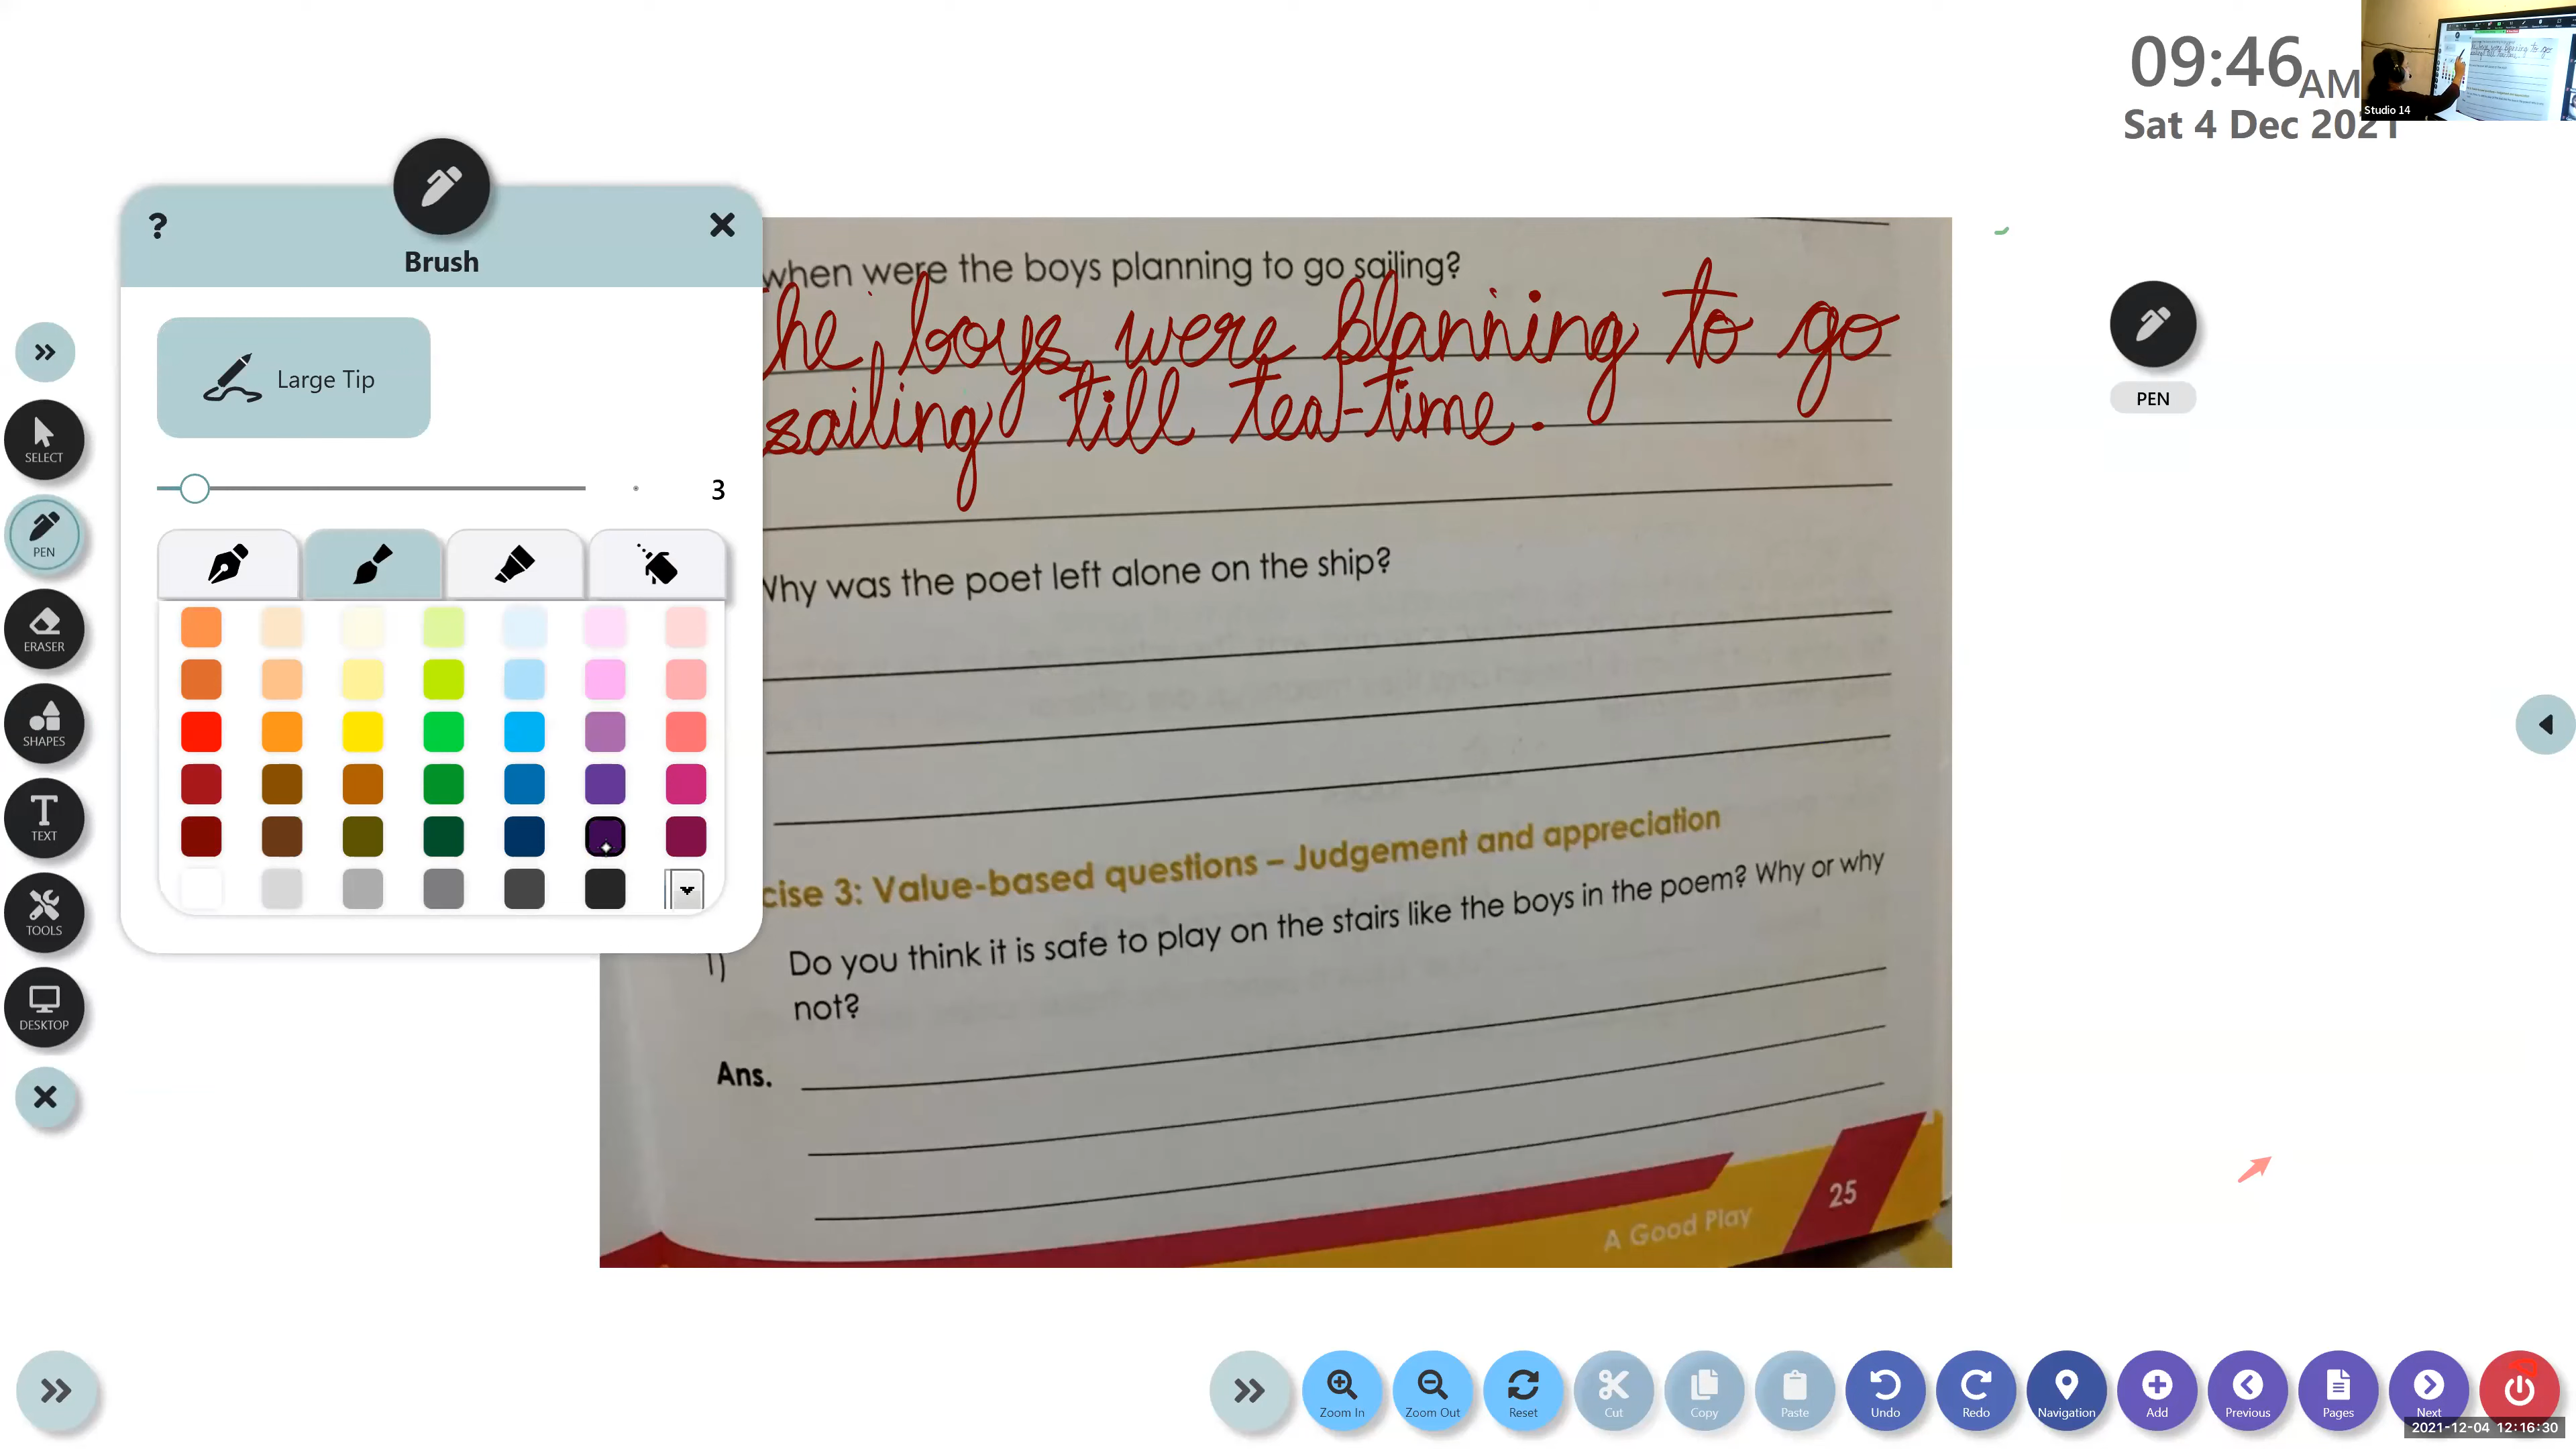 09:46 AM
Sat 4 Dec 2021
Studio 14
?
Brush
Large Tip
3
SELECT
PEN
ERASER
SHAPES
TEXT
TOOLS
DESKTOP
PEN
when were the boys planning to go sailing?
he boys were planning to go
sailing till tea-time.
Why was the poet left alone on the ship?
cise 3: Value-based questions – Judgement and appreciation
1) Do you think it is safe to play on the stairs like the boys in the poem? Why or why
not?
Ans.
A Good Play 25
Zoom In
Zoom Out
Reset
Cut
Copy
Paste
Undo
Redo
Navigation
Add
Previous
Pages
Next
2021-12-04 12:16:30